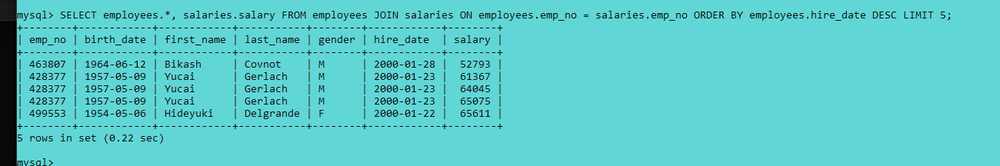 mysql> SELECT employees.*, salaries.salary FROM employees JOIN salaries ON employees.emp_no = salaries.emp_no ORDER BY employees.hire_date DESC LIMIT 5;
+--------+------------+------------+-----------+--------+------------+--------+
| emp_no | birth_date | first_name | last_name | gender | hire_date  | salary |
+--------+------------+------------+-----------+--------+------------+--------+
| 463807 | 1964-06-12 | Bikash     | Covnot    | M      | 2000-01-28 |  52793 |
| 428377 | 1957-05-09 | Yucai      | Gerlach   | M      | 2000-01-23 |  61367 |
| 428377 | 1957-05-09 | Yucai      | Gerlach   | M      | 2000-01-23 |  64045 |
| 428377 | 1957-05-09 | Yucai      | Gerlach   | M      | 2000-01-23 |  65075 |
| 499553 | 1954-05-06 | Hideyuki   | Delgrande | F      | 2000-01-22 |  65611 |
+--------+------------+------------+-----------+--------+------------+--------+
5 rows in set (0.22 sec)
mysql>